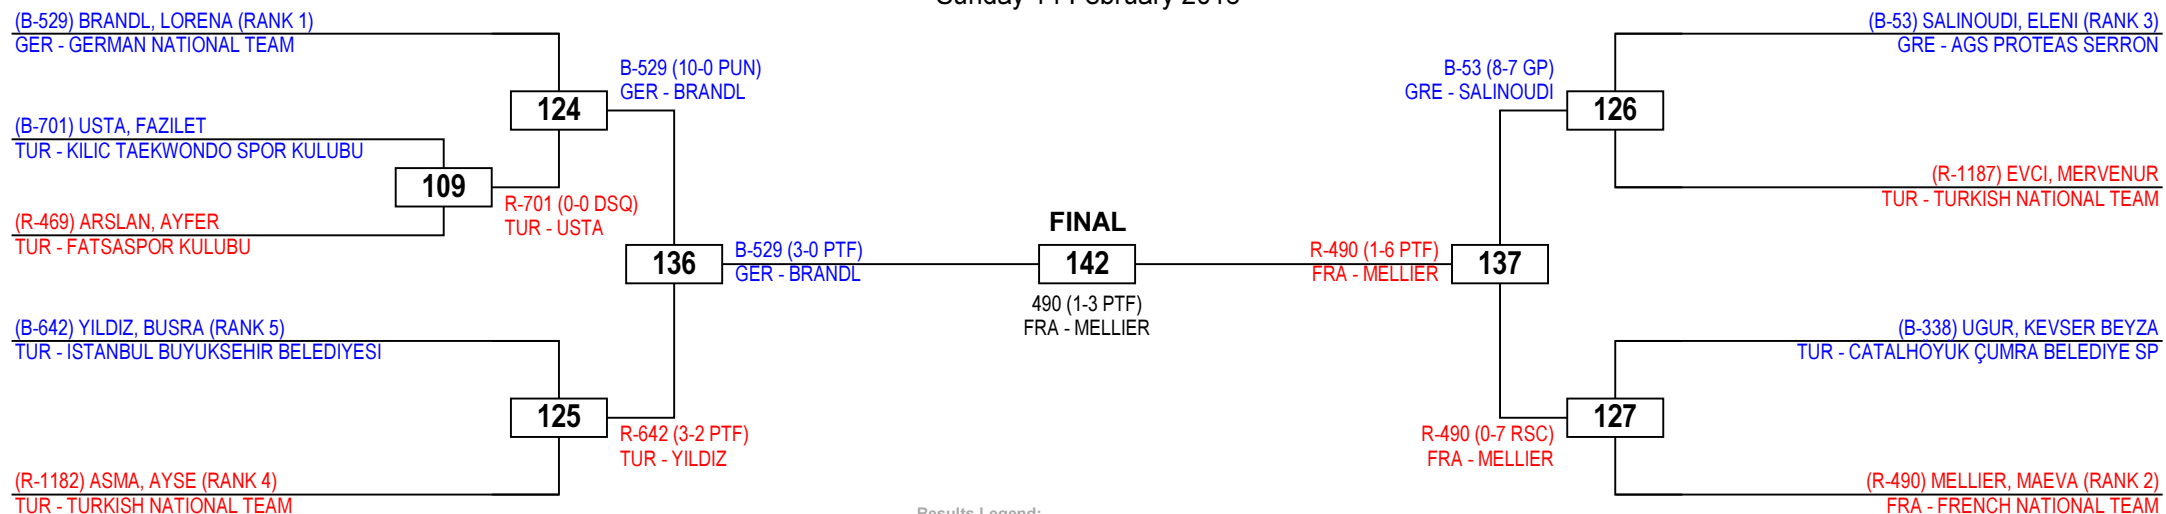 (B-529) BRANDL, LORENA (RANK 1)
GER - GERMAN NATIONAL TEAM
(B-701) USTA, FAZILET
TUR - KILIC TAEKWONDO SPOR KULUBU
(R-469) ARSLAN, AYFER
TUR - FATSASPOR KULUBU
(B-642) YILDIZ, BUSRA (RANK 5)
TUR - ISTANBUL BUYUKSEHIR BELEDIYESI
(R-1182) ASMA, AYSE (RANK 4)
TUR - TURKISH NATIONAL TEAM
109
R-701 (0-0 DSQ)
TUR - USTA
124
B-529 (10-0 PUN)
GER - BRANDL
125
R-642 (3-2 PTF)
TUR - YILDIZ
136
B-529 (3-0 PTF)
GER - BRANDL
FINAL
142
490 (1-3 PTF)
FRA - MELLIER
R-490 (1-6 PTF)
FRA - MELLIER
137
B-53 (8-7 GP)
GRE - SALINOUDI
126
R-490 (0-7 RSC)
FRA - MELLIER
127
(B-53) SALINOUDI, ELENI (RANK 3)
GRE - AGS PROTEAS SERRON
(R-1187) EVCI, MERVENUR
TUR - TURKISH NATIONAL TEAM
(B-338) UGUR, KEVSER BEYZA
TUR - CATALHÖYÜK ÇUMRA BELEDIYE SP
(R-490) MELLIER, MAEVA (RANK 2)
FRA - FRENCH NATIONAL TEAM
Results Legend: